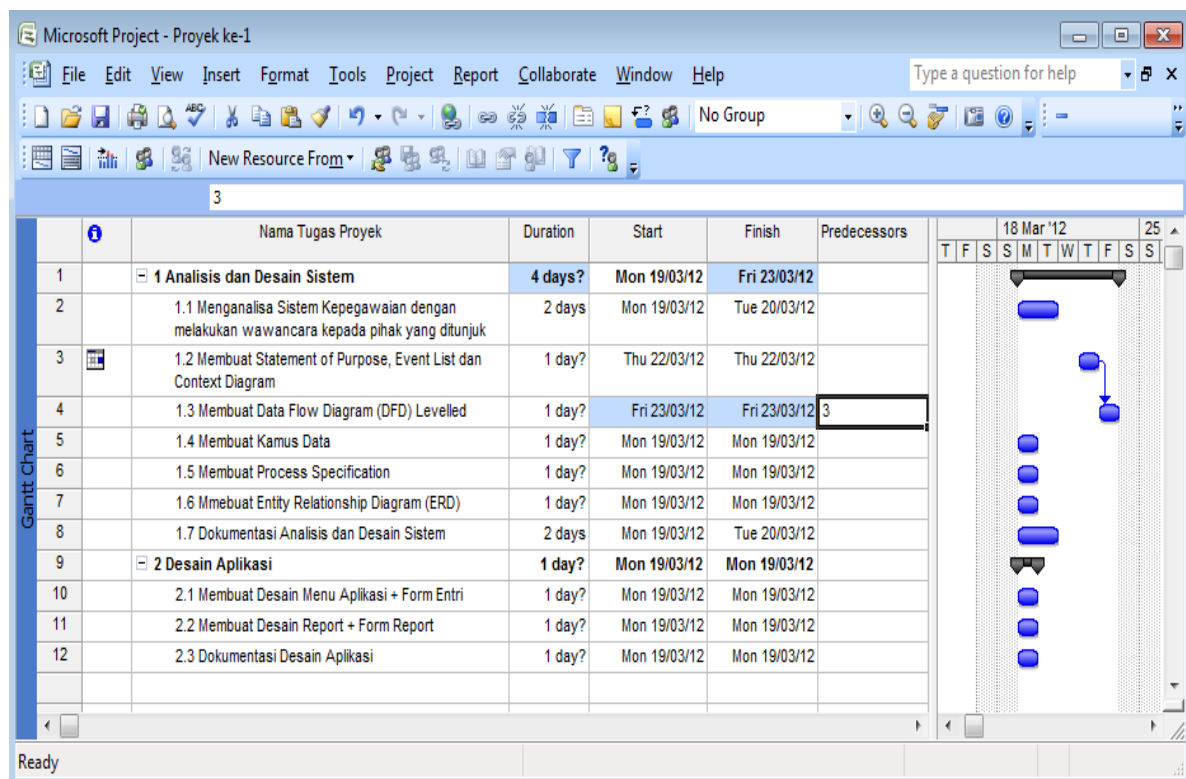 Microsoft Project - Proyek ke-1
File Edit View Insert Format Tools Project Report Collaborate Window Help Type a question for help
No Group
New Resource From
3
Nama Tugas Proyek Duration Start Finish Predecessors 18 Mar '12 25
T F S S M T W T F S S
1 1 Analisis dan Desain Sistem 4 days? Mon 19/03/12 Fri 23/03/12
2 1.1 Menganalisa Sistem Kepegawaian dengan 2 days Mon 19/03/12 Tue 20/03/12
melakukan wawancara kepada pihak yang ditunjuk
3 1.2 Membuat Statement of Purpose, Event List dan 1 day? Thu 22/03/12 Thu 22/03/12
Context Diagram
4 1.3 Membuat Data Flow Diagram (DFD) Levelled 1 day? Fri 23/03/12 Fri 23/03/12 3
5 1.4 Membuat Kamus Data 1 day? Mon 19/03/12 Mon 19/03/12
6 1.5 Membuat Process Specification 1 day? Mon 19/03/12 Mon 19/03/12
7 1.6 Mmebuat Entity Relationship Diagram (ERD) 1 day? Mon 19/03/12 Mon 19/03/12
8 1.7 Dokumentasi Analisis dan Desain Sistem 2 days Mon 19/03/12 Tue 20/03/12
9 2 Desain Aplikasi 1 day? Mon 19/03/12 Mon 19/03/12
10 2.1 Membuat Desain Menu Aplikasi + Form Entri 1 day? Mon 19/03/12 Mon 19/03/12
11 2.2 Membuat Desain Report + Form Report 1 day? Mon 19/03/12 Mon 19/03/12
12 2.3 Dokumentasi Desain Aplikasi 1 day? Mon 19/03/12 Mon 19/03/12
Gantt Chart
Ready